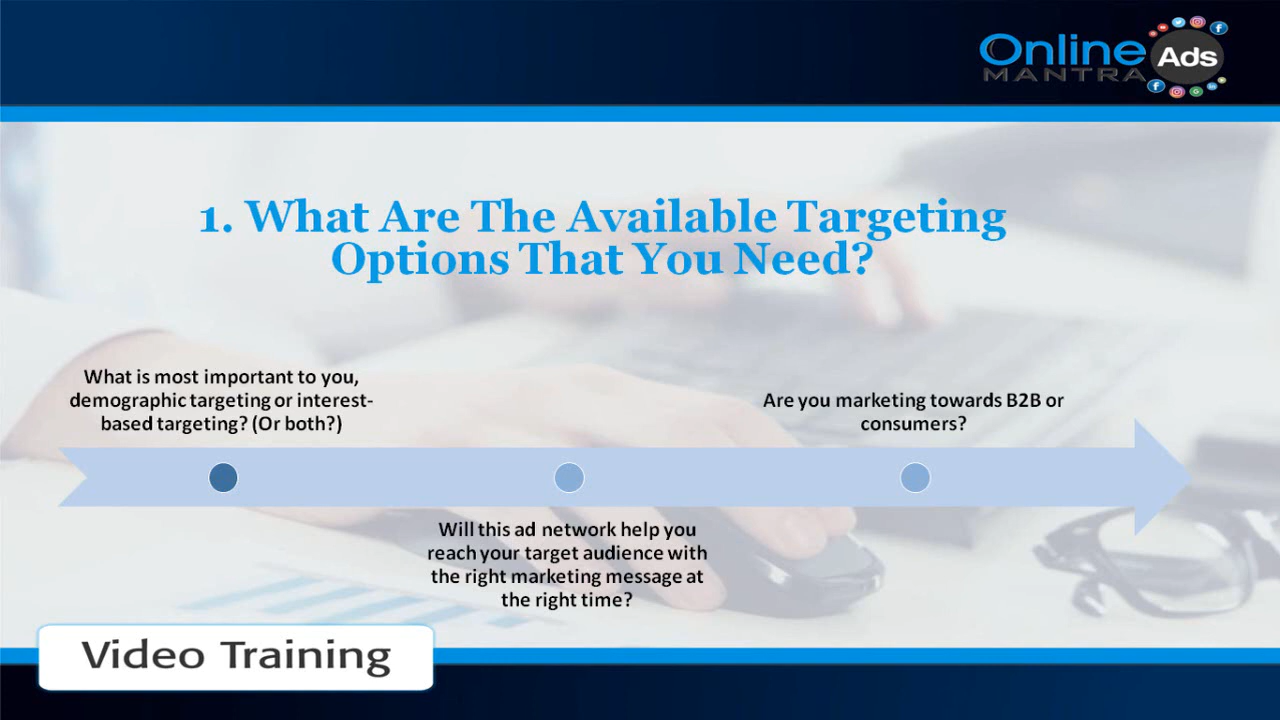 Online
MANTRA
Ads
1. What Are The Available Targeting
Options That You Need?
What is most important to you,
demographic targeting or interest-
based targeting? (Or both?)
Are you marketing towards B2B or
consumers?
Will this ad network help you
reach your target audience with
the right marketing message at
the right time?
Video Training